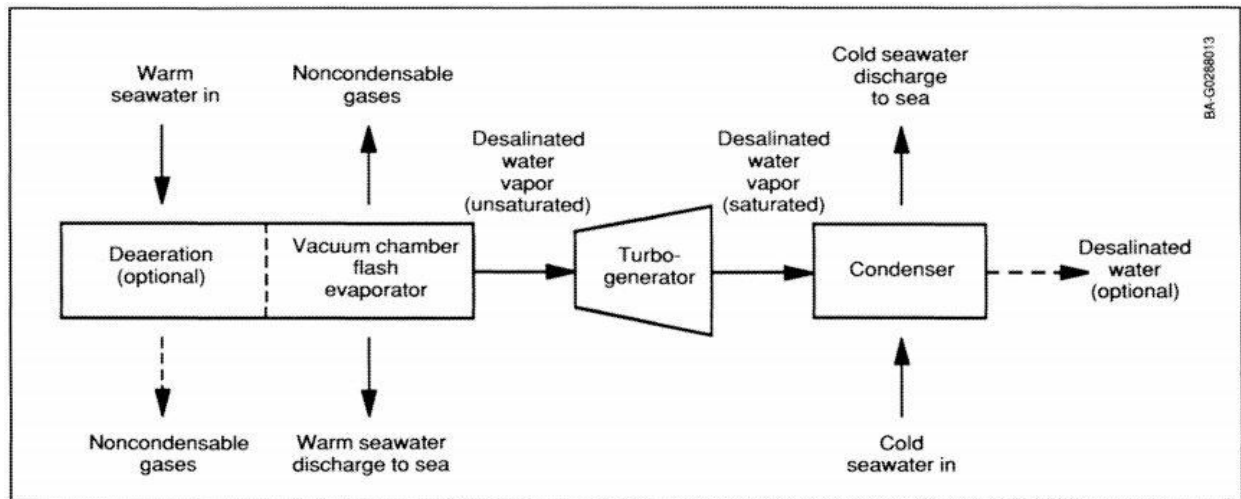 Warm
seawater in
Noncondensable
gases
Cold seawater
discharge
to sea
BA-G0288013
Desalinated
water
vapor
(unsaturated)
Desalinated
water
vapor
(saturated)
Deaeration
(optional)
Vacuum chamber
flash
evaporator
Turbo-
generator
Condenser
Desalinated
water
(optional)
Noncondensable
gases
Warm seawater
discharge to sea
Cold
seawater in